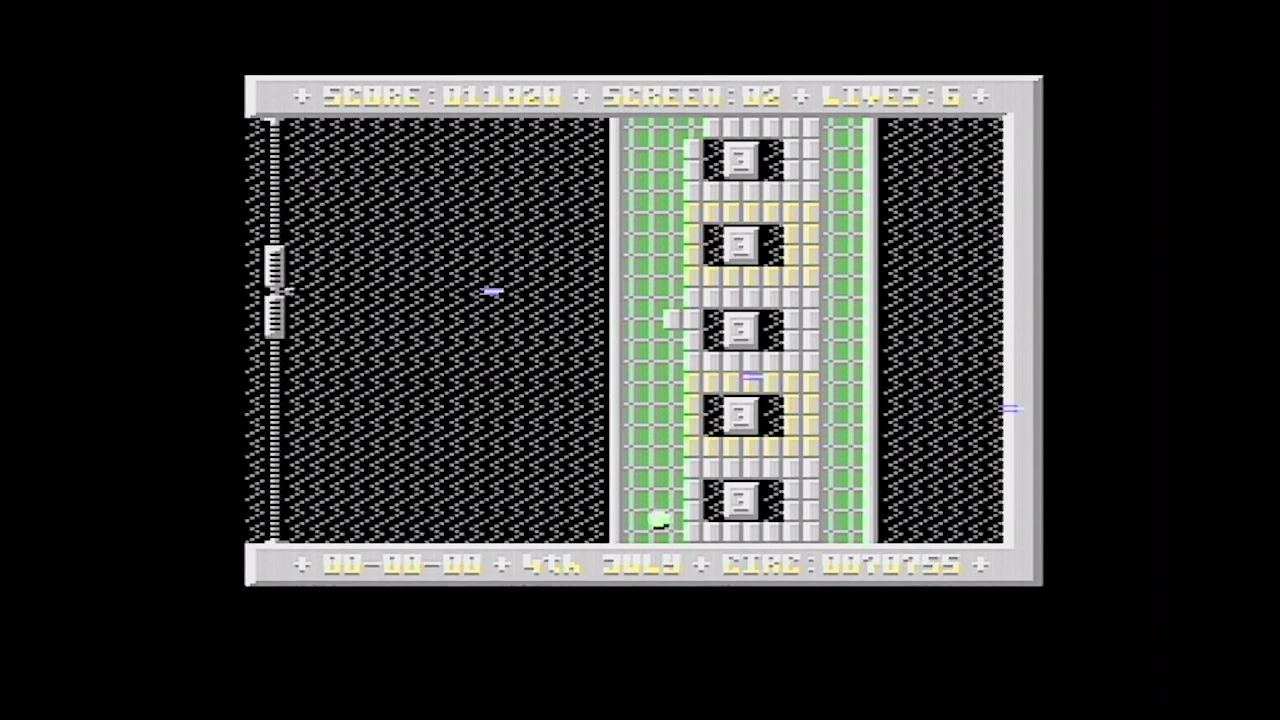 + SCORE:011820 + SCREEN:02 + LIVES:6 +
+ 00-00-00 + 4th JULY + CIRC:0070755 +